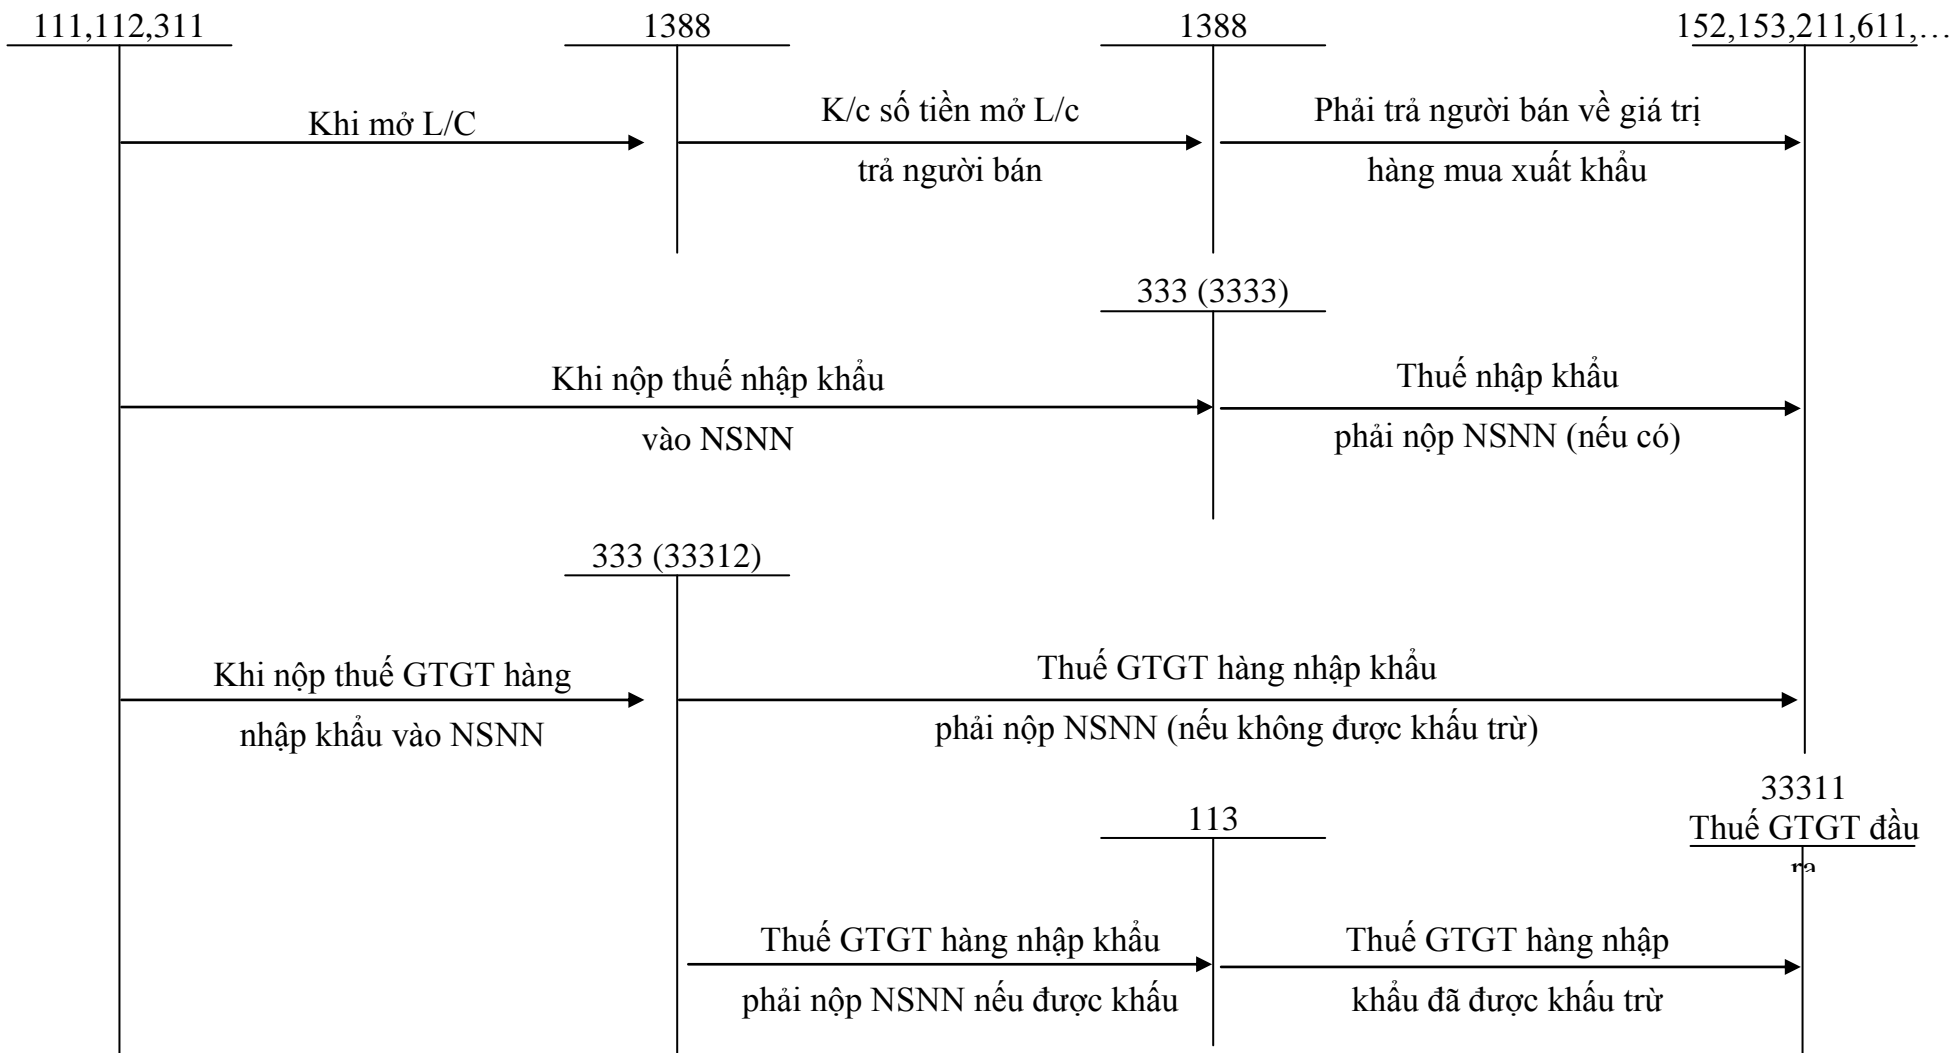 111,112,311
1388
1388
152,153,211,611,…
Khi mở L/C
K/c số tiền mở L/c
trả người bán
Phải trả người bán về giá trị
hàng mua xuất khẩu
333 (3333)
Khi nộp thuế nhập khẩu
vào NSNN
Thuế nhập khẩu
phải nộp NSNN (nếu có)
333 (33312)
Khi nộp thuế GTGT hàng
nhập khẩu vào NSNN
Thuế GTGT hàng nhập khẩu
phải nộp NSNN (nếu không được khấu trừ)
113
33311
Thuế GTGT đầu
ra
Thuế GTGT hàng nhập khẩu
phải nộp NSNN nếu được khấu
Thuế GTGT hàng nhập
khẩu đã được khấu trừ